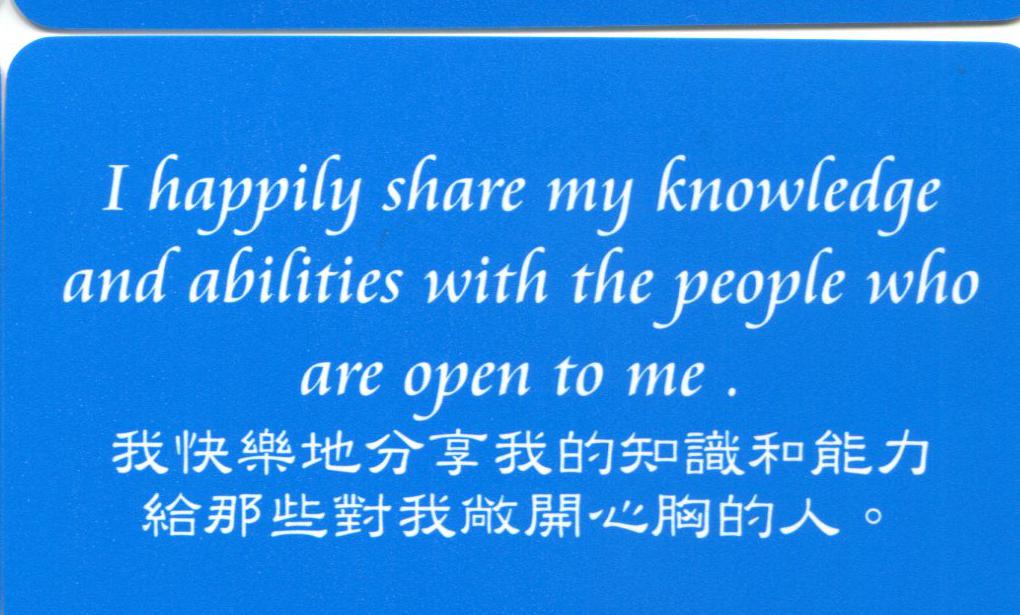 I happily share my knowledge
and abilities with the people who
are open to me .
我快樂地分享我的知識和能力
給那些對我敞開心胸的人。